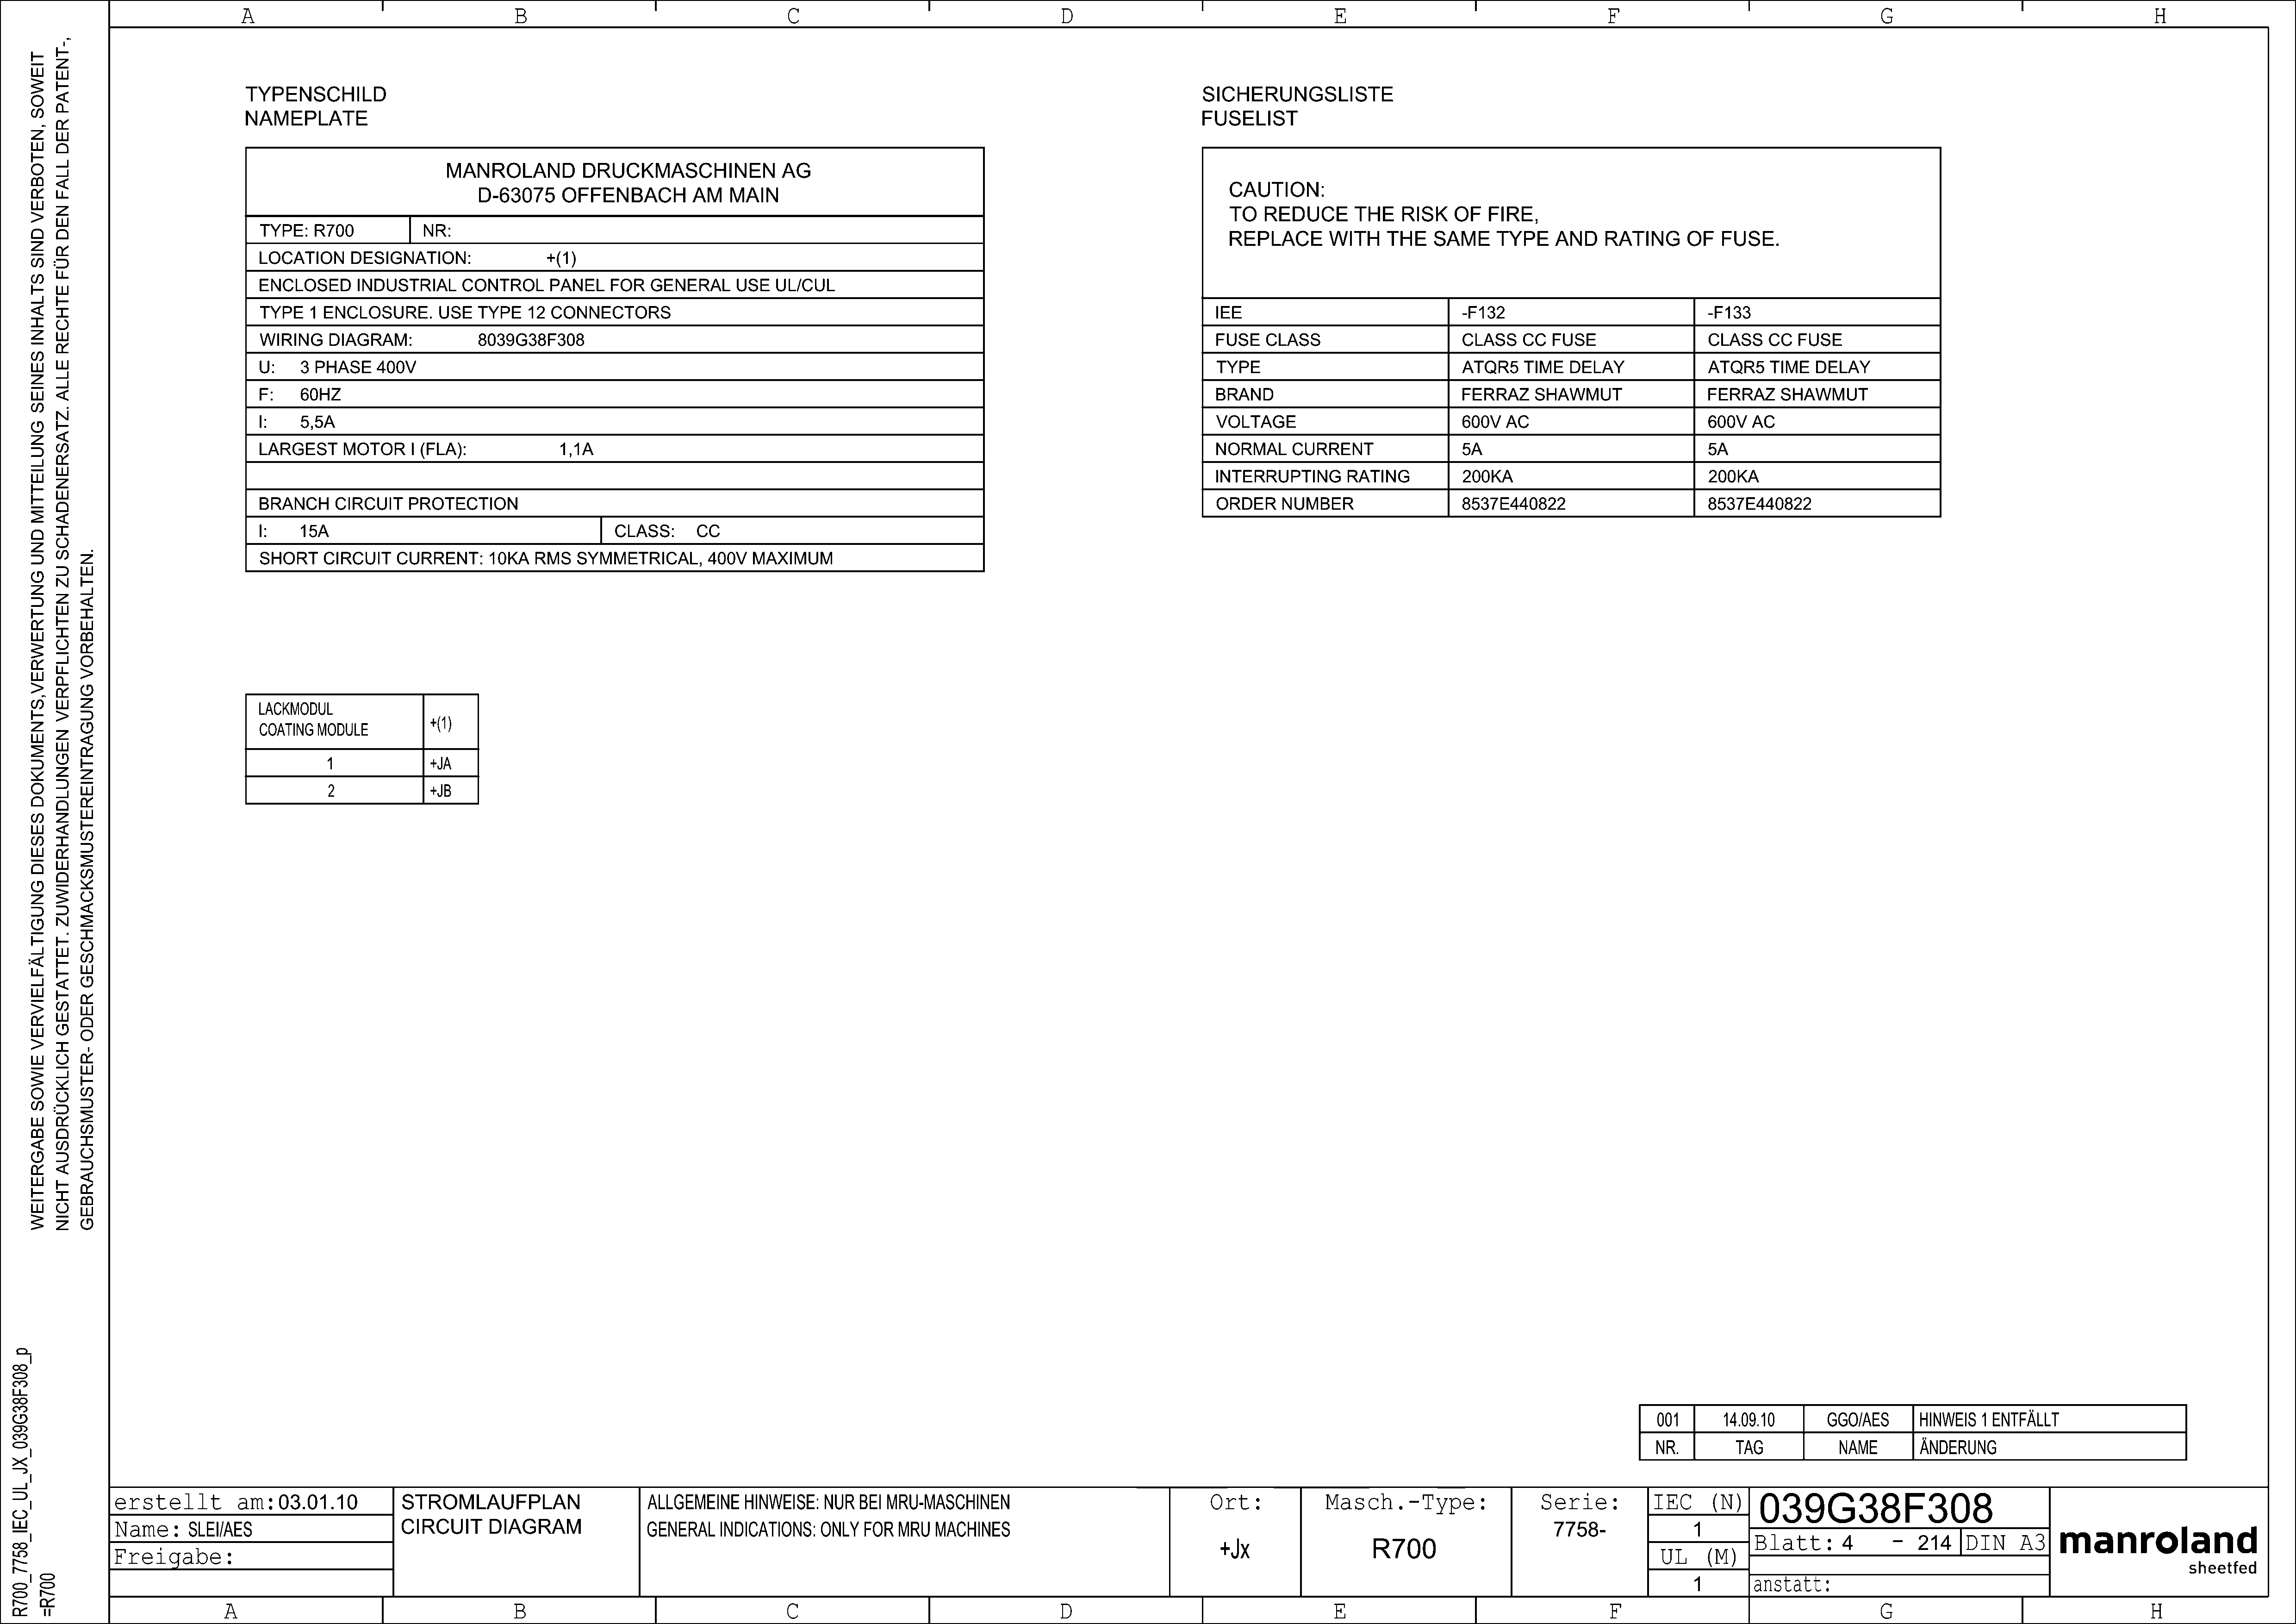 A B C D E F G H
WEITERGABE SOWIE VERVIELFÄLTIGUNG DIESES DOKUMENTS,VERWERTUNG UND MITTEILUNG SEINES INHALTS SIND VERBOTEN, SOWEIT
NICHT AUSDRÜCKLICH GESTATTET. ZUWIDERHANDLUNGEN VERPFLICHTEN ZU SCHADENERSATZ. ALLE RECHTE FÜR DEN FALL DER PATENT-,
GEBRAUCHSMUSTER- ODER GESCHMACKSMUSTEREINTRAGUNG VORBEHALTEN.
R700_7758_IEC_UL_JX_039G38F308_p
=R700
TYPENSCHILD
NAMEPLATE
MANROLAND DRUCKMASCHINEN AG
D-63075 OFFENBACH AM MAIN
TYPE: R700 NR:
LOCATION DESIGNATION: +(1)
ENCLOSED INDUSTRIAL CONTROL PANEL FOR GENERAL USE UL/CUL
TYPE 1 ENCLOSURE. USE TYPE 12 CONNECTORS
WIRING DIAGRAM: 8039G38F308
U: 3 PHASE 400V
F: 60HZ
I: 5,5A
LARGEST MOTOR I (FLA): 1,1A
BRANCH CIRCUIT PROTECTION
I: 15A CLASS: CC
SHORT CIRCUIT CURRENT: 10KA RMS SYMMETRICAL, 400V MAXIMUM
SICHERUNGSLISTE
FUSELIST
CAUTION:
TO REDUCE THE RISK OF FIRE,
REPLACE WITH THE SAME TYPE AND RATING OF FUSE.
IEE -F132 -F133
FUSE CLASS CLASS CC FUSE CLASS CC FUSE
TYPE ATQR5 TIME DELAY ATQR5 TIME DELAY
BRAND FERRAZ SHAWMUT FERRAZ SHAWMUT
VOLTAGE 600V AC 600V AC
NORMAL CURRENT 5A 5A
INTERRUPTING RATING 200KA 200KA
ORDER NUMBER 8537E440822 8537E440822
LACKMODUL
COATING MODULE +(1)
1 +JA
2 +JB
001 14.09.10 GGO/AES HINWEIS 1 ENTFÄLLT
NR. TAG NAME ÄNDERUNG
erstellt am: 03.01.10
Name: SLEI/AES
Freigabe:
STROMLAUFPLAN
CIRCUIT DIAGRAM
ALLGEMEINE HINWEISE: NUR BEI MRU-MASCHINEN
GENERAL INDICATIONS: ONLY FOR MRU MACHINES
Ort:
+Jx
Masch.-Type:
R700
Serie:
7758-
IEC (N)
1
UL (M)
1
039G38F308
Blatt: 4 - 214 DIN A3
anstatt:
manroland
sheetfed
A B C D E F G H